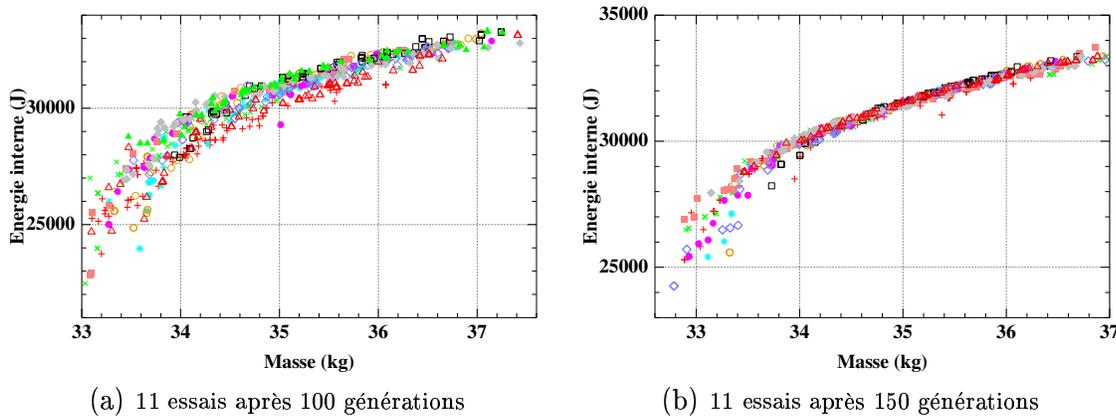 30000
25000
Energie interne (J)
33 34 35 36 37
Masse (kg)
(a) 11 essais après 100 générations
35000
30000
25000
Energie interne (J)
33 34 35 36 37
Masse (kg)
(b) 11 essais après 150 générations